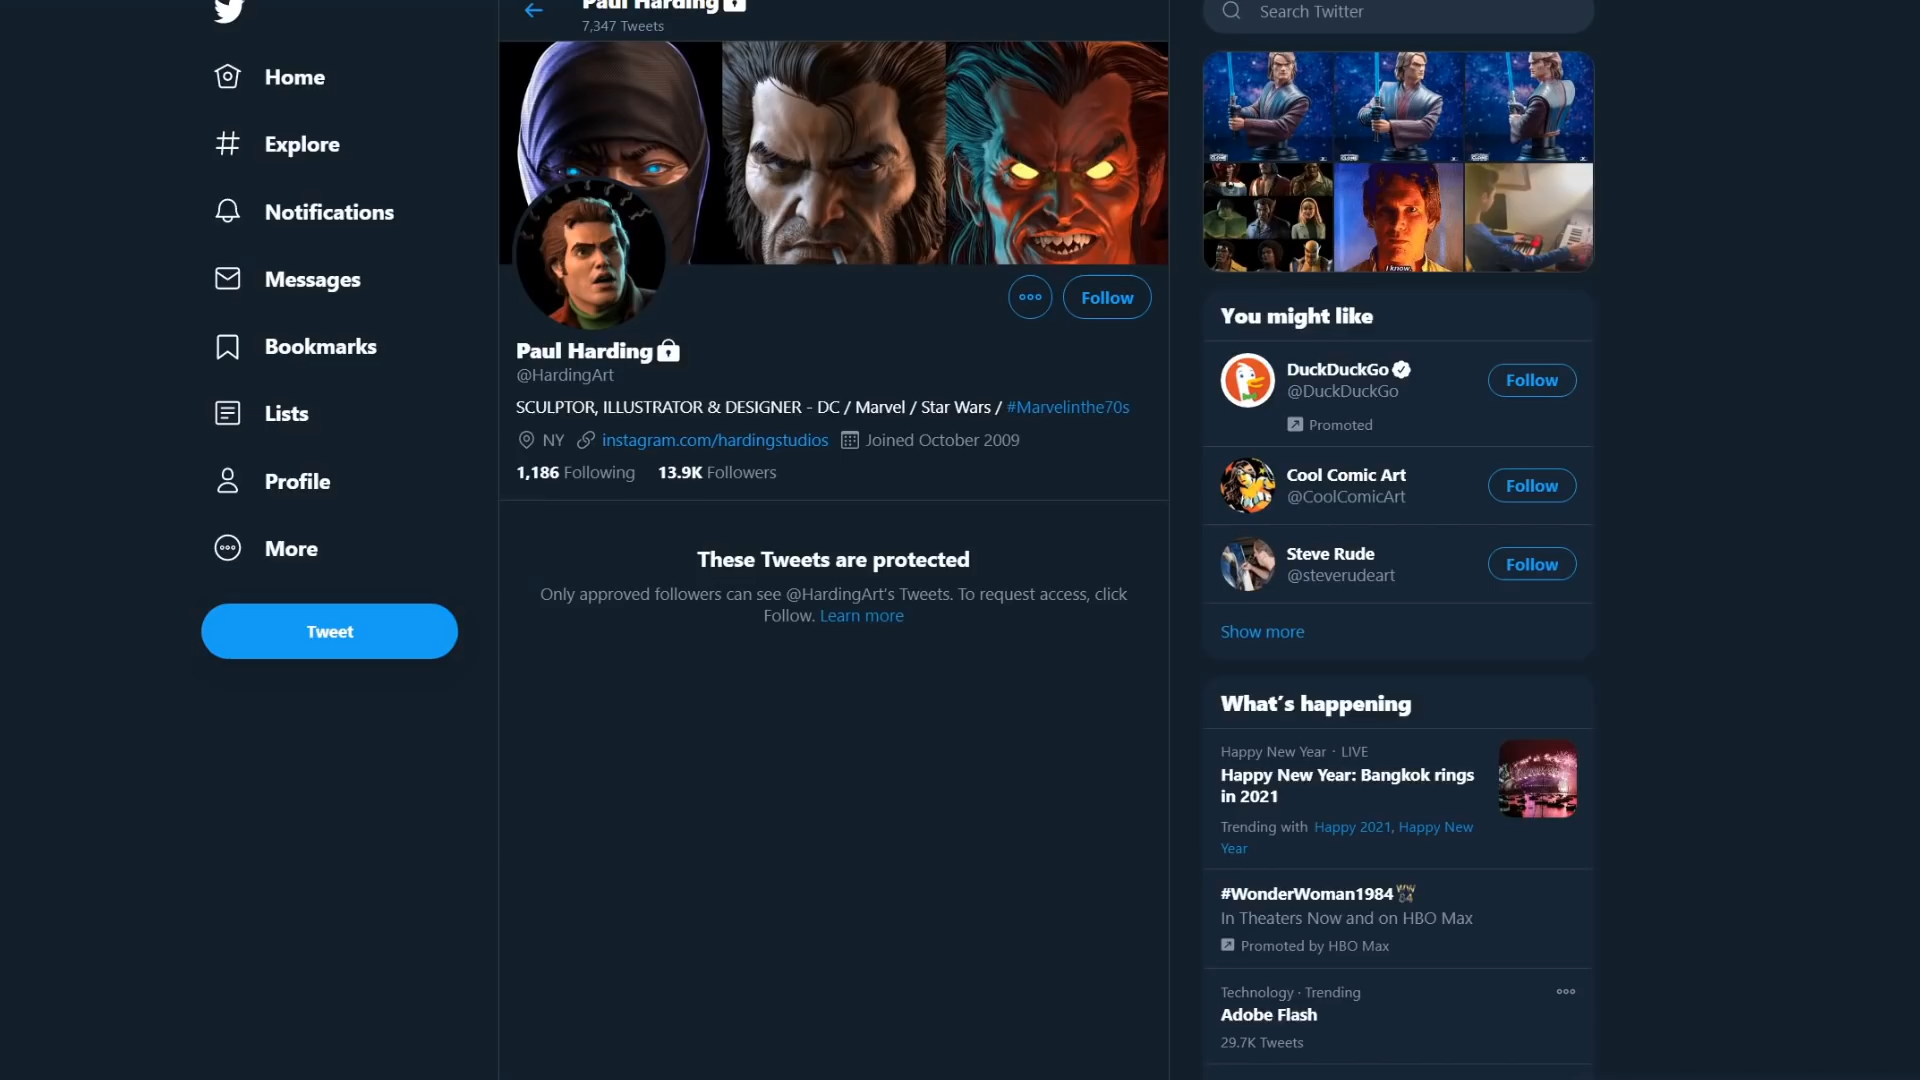 Paul Harding
7,347 Tweets
Search Twitter
Home
Explore
Notifications
Messages
Bookmarks
Lists
Profile
More
Tweet
Follow
Paul Harding
@HardingArt
SCULPTOR, ILLUSTRATOR & DESIGNER - DC / Marvel / Star Wars / #Marvelinthe70s
NY instagram.com/hardingstudios Joined October 2009
1,186 Following 13.9K Followers
These Tweets are protected
Only approved followers can see @HardingArt's Tweets. To request access, click
Follow. Learn more
I know.
You might like
DuckDuckGo
@DuckDuckGo
Follow
Promoted
Cool Comic Art
@CoolComicArt
Follow
Steve Rude
@steverudeart
Follow
Show more
What's happening
Happy New Year · LIVE
Happy New Year: Bangkok rings
in 2021
Trending with Happy 2021, Happy New
Year
#WonderWoman1984
In Theaters Now and on HBO Max
Promoted by HBO Max
Technology · Trending
Adobe Flash
29.7K Tweets